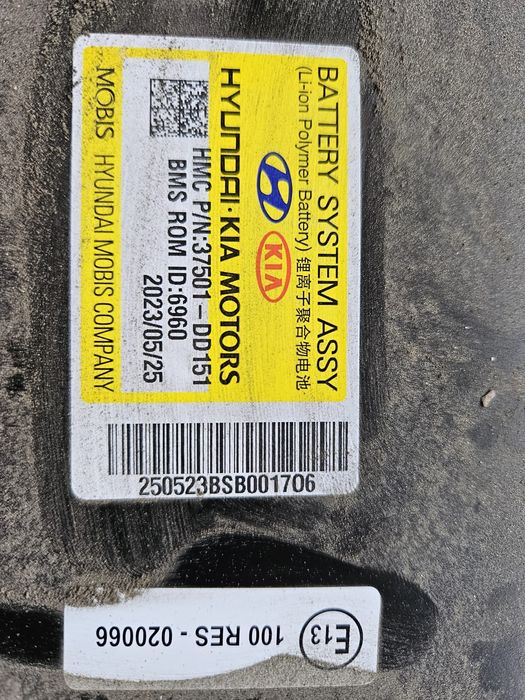 BATTERY SYSTEM ASSY
(Li-ion Polymer Battery) 锂离子聚合物电池
KIA
HYUNDAI·KIA MOTORS
HMC P/N:37501-DD151
BMS ROM ID:6960
2023/05/25
MOBIS HYUNDAI MOBIS COMPANY
250523BSB001706
E13 100 RES - 020066